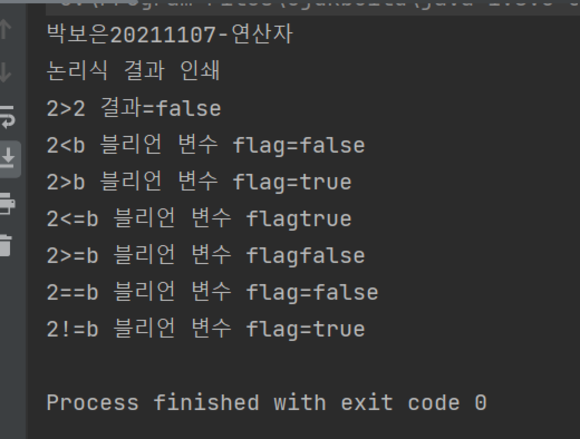 박보은20211107-연산자
논리식 결과 인쇄
2>2 결과=false
2<b 블리언 변수 flag=false
2>b 블리언 변수 flag=true
2<=b 블리언 변수 flagtrue
2>=b 블리언 변수 flagfalse
2==b 블리언 변수 flag=false
2!=b 블리언 변수 flag=true
Process finished with exit code 0